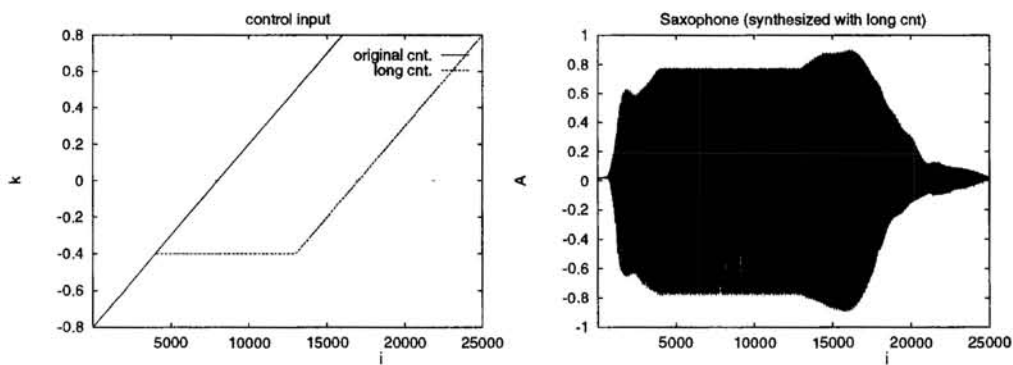 control input
0.8
0.6
0.4
0.2
0
-0.2
-0.4
-0.6
-0.8
k
original cnt.
long cnt.
5000 10000 15000 20000 25000
i
Saxophone (synthesized with long cnt)
1
0.8
0.6
0.4
0.2
0
-0.2
-0.4
-0.6
-0.8
-1
A
5000 10000 15000 20000 25000
i